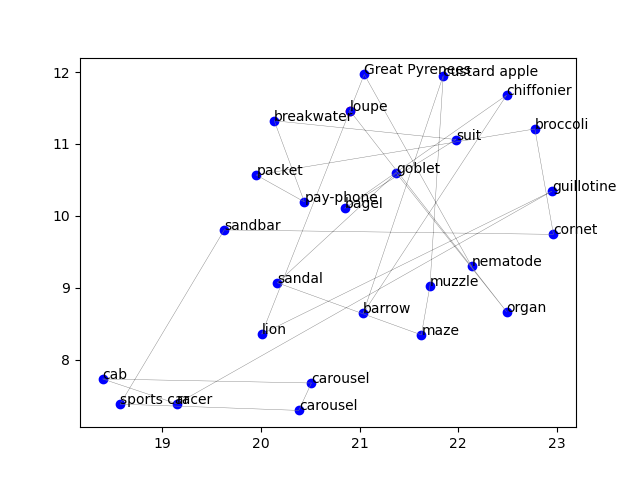 12
Great Pyrenees
custard apple
chiffonier
loupe
breakwater
broccoli
11
suit
packet
goblet
guillotine
pay-phone
bagel
10
sandbar
cornet
nematode
9
sandal
muzzle
barrow
organ
lion
maze
8
cab
carousel
sports car
racer
carousel
19
20
21
22
23